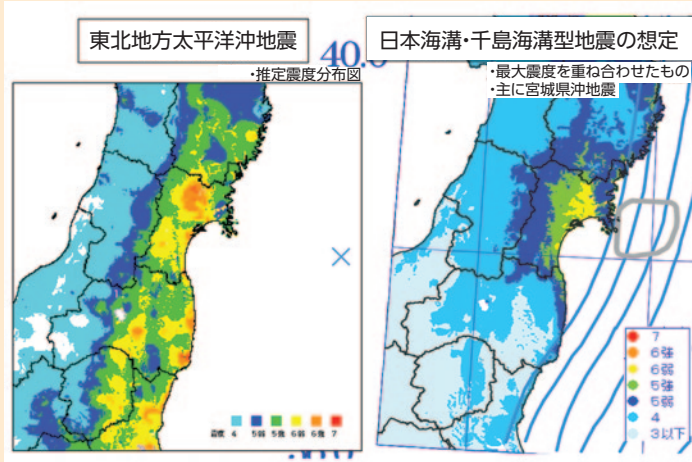 東北地方太平洋沖地震
・推定震度分布図
震度 4 5弱 5強 6弱 6強 7
40.0
日本海溝・千島海溝型地震の想定
・最大震度を重ね合わせたもの
・主に宮城県沖地震
7
6強
6弱
5強
5弱
4
3以下